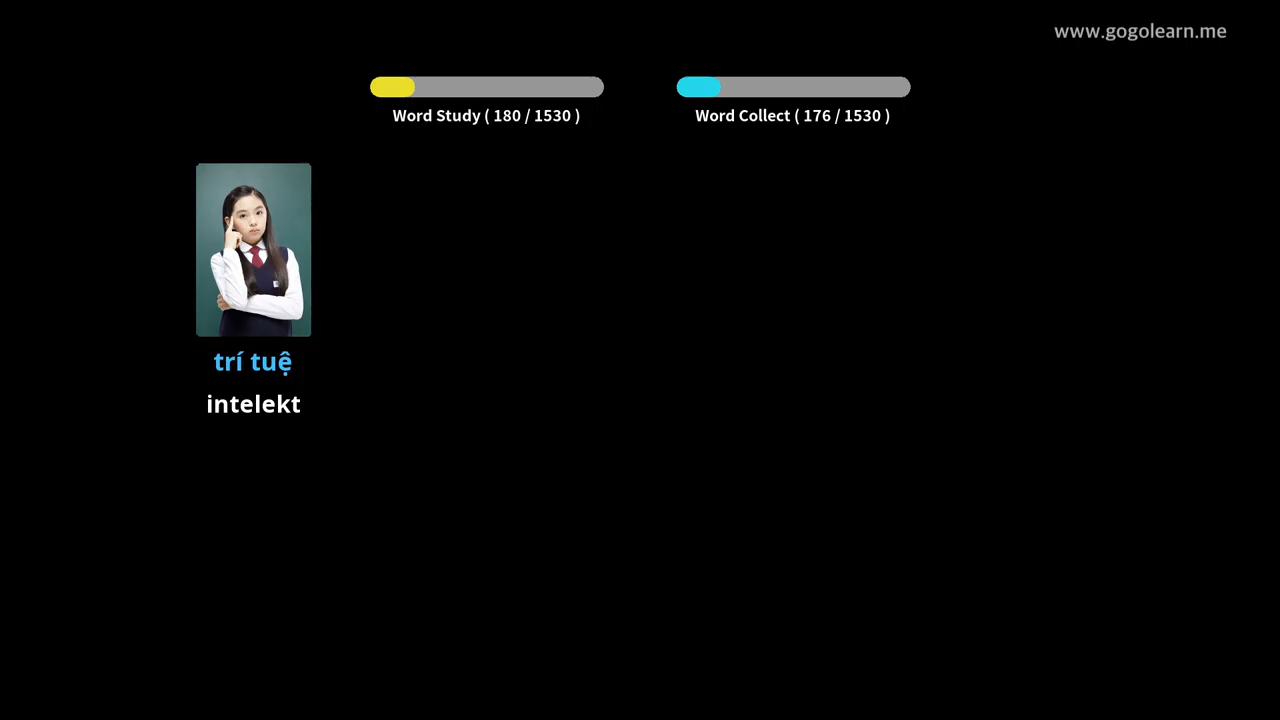 www.gogolearn.me
Word Study ( 180 / 1530 )
Word Collect ( 176 / 1530 )
trí tuệ
intelekt